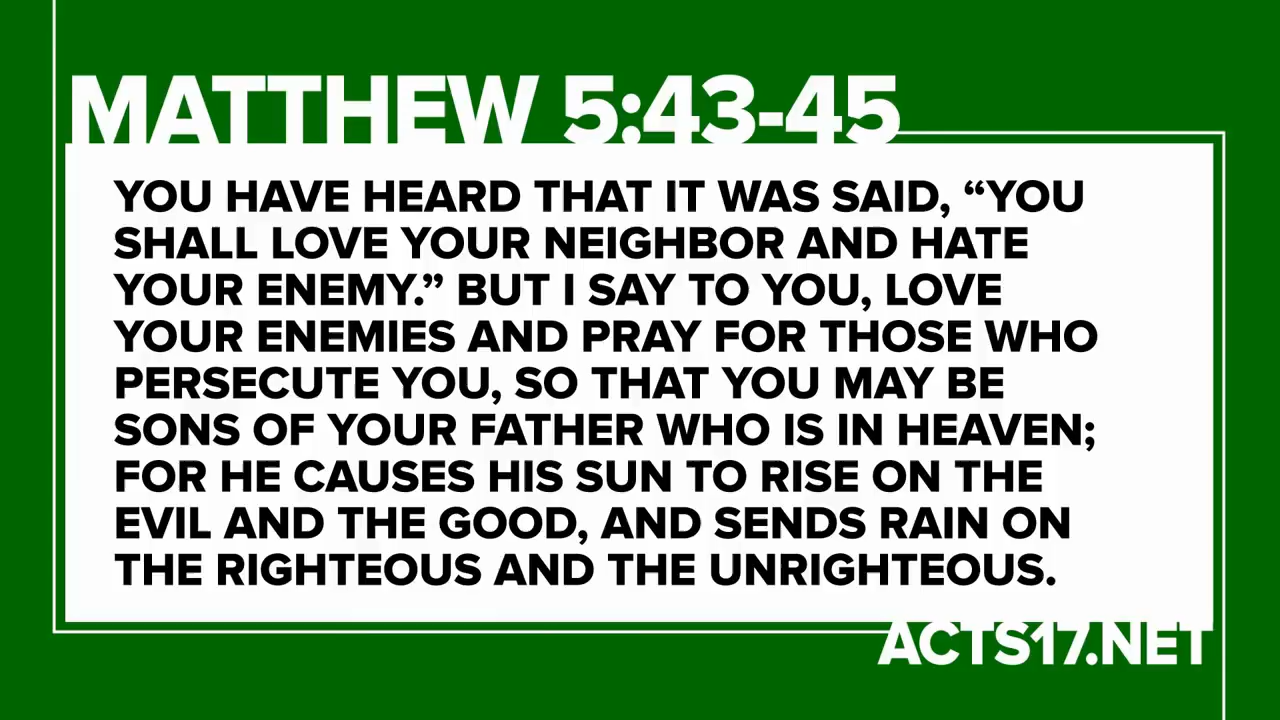 MATTHEW 5:43-45
YOU HAVE HEARD THAT IT WAS SAID, “YOU
SHALL LOVE YOUR NEIGHBOR AND HATE
YOUR ENEMY.” BUT I SAY TO YOU, LOVE
YOUR ENEMIES AND PRAY FOR THOSE WHO
PERSECUTE YOU, SO THAT YOU MAY BE
SONS OF YOUR FATHER WHO IS IN HEAVEN;
FOR HE CAUSES HIS SUN TO RISE ON THE
EVIL AND THE GOOD, AND SENDS RAIN ON
THE RIGHTEOUS AND THE UNRIGHTEOUS.
ACTS17.NET